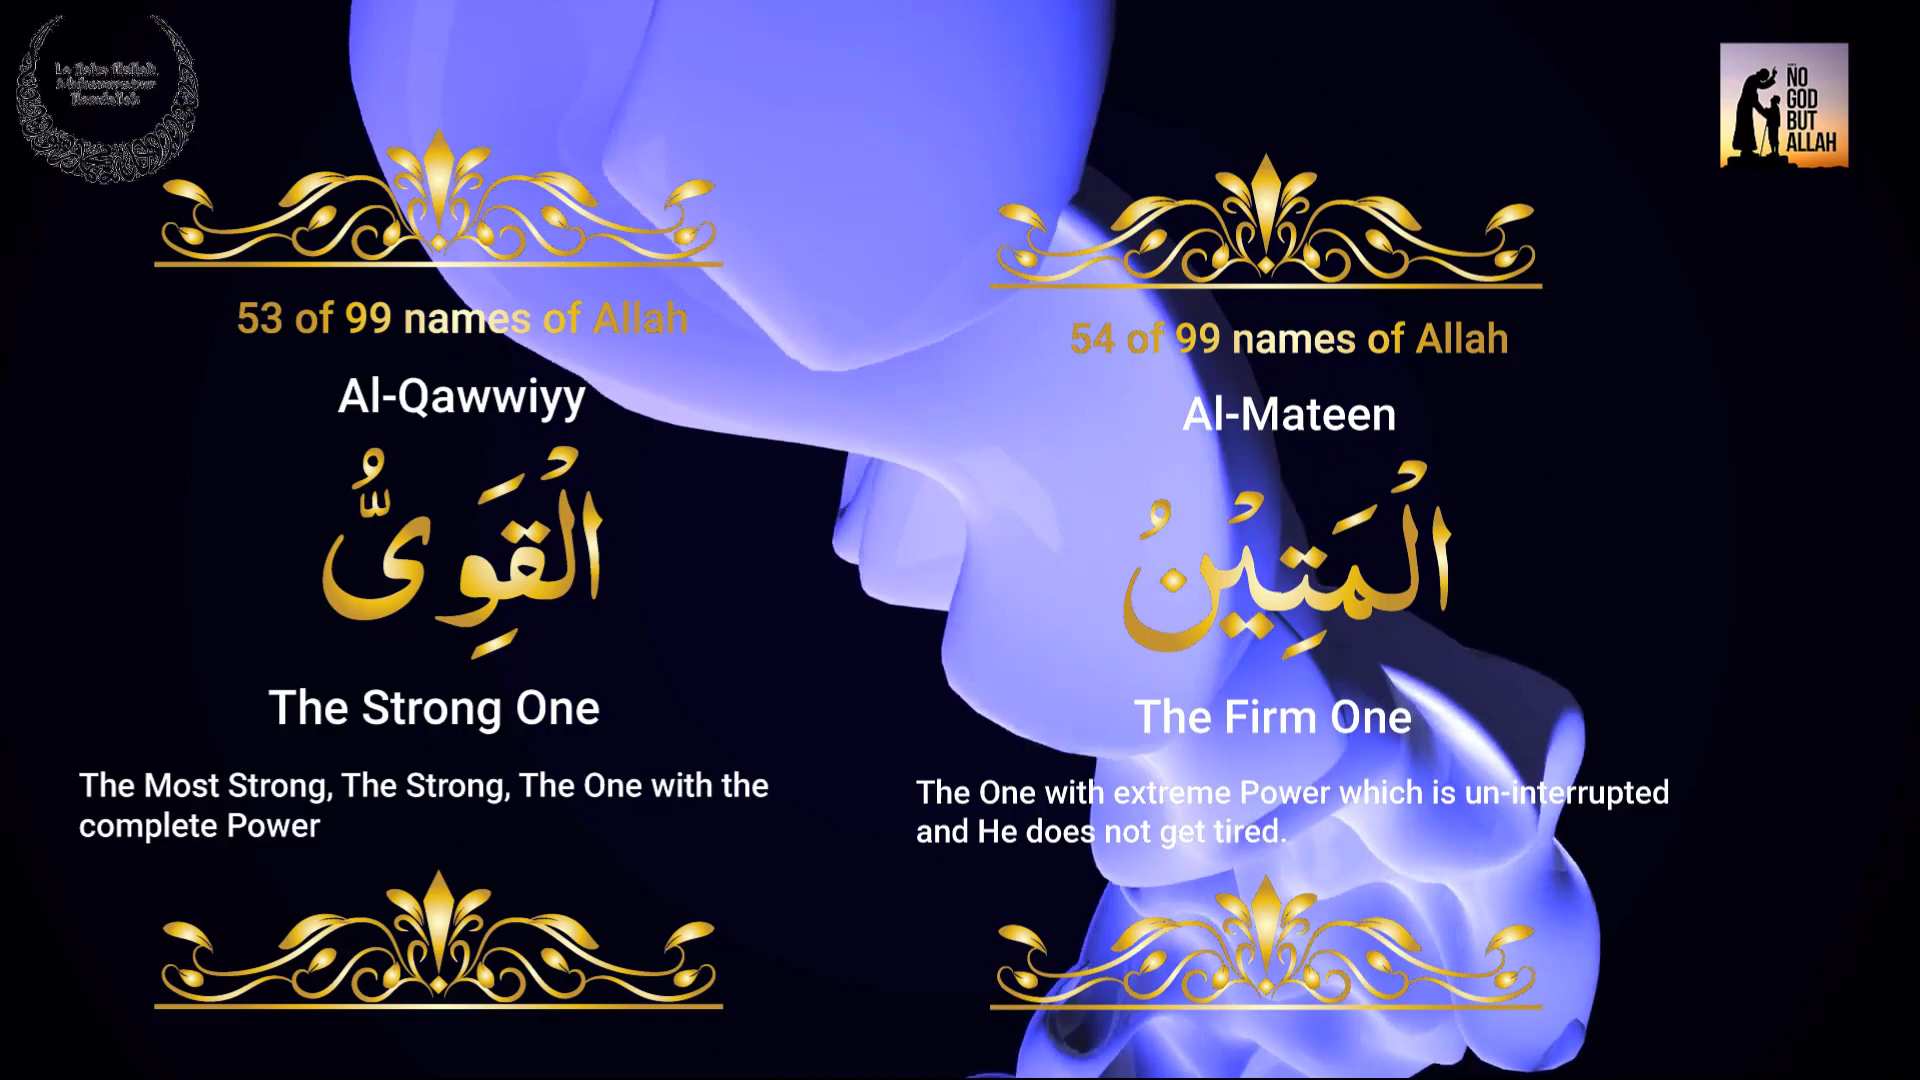 NO
GOD
BUT
ALLAH
53 of 99 names of Allah
Al-Qawwiyy
الْقَوِىُّ
The Strong One
The Most Strong, The Strong, The One with the
complete Power
54 of 99 names of Allah
Al-Mateen
الْمَتِيْنُ
The Firm One
The One with extreme Power which is un-interrupted
and He does not get tired.